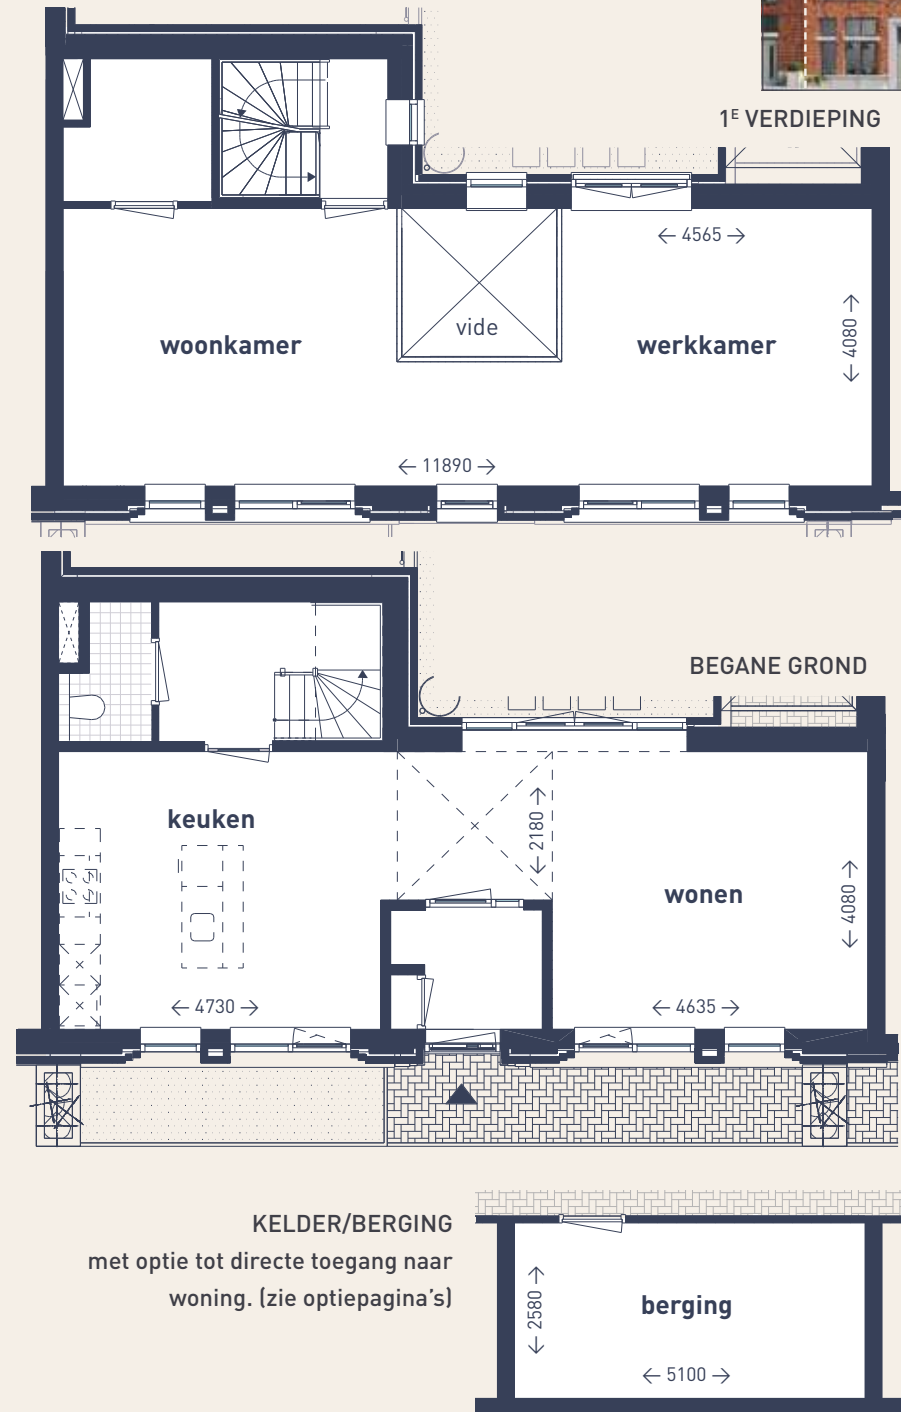 1ᴱ VERDIEPING
← 4565 →
vide
woonkamer
werkkamer
← 4080 →
← 11890 →
BEGANE GROND
keuken
← 2180 →
wonen
← 4080 →
← 4730 →
← 4635 →
KELDER/BERGING
met optie tot directe toegang naar
woning. (zie optiepagina’s)
← 2580 →
berging
← 5100 →